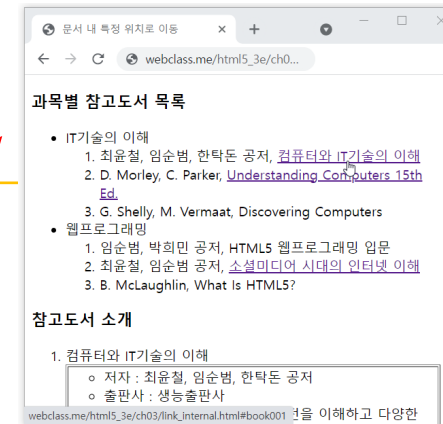 문서 내 특정 위치로 이동
webclass.me/html5_3e/ch0...
과목별 참고도서 목록
• IT기술의 이해
1. 최윤철, 임순범, 한탁돈 공저, 컴퓨터와 IT기술의 이해
2. D. Morley, C. Parker, Understanding Computers 15th
Ed.
3. G. Shelly, M. Vermaat, Discovering Computers
• 웹프로그래밍
1. 임순범, 박희민 공저, HTML5 웹프로그래밍 입문
2. 최윤철, 임순범 공저, 소셜미디어 시대의 인터넷 이해
3. B. McLaughlin, What Is HTML5?
참고도서 소개
1. 컴퓨터와 IT기술의 이해
○ 저자 : 최윤철, 임순범, 한탁돈 공저
○ 출판사 : 생능출판사
을 이해하고 다양한
webclass.me/html5_3e/ch03/link_internal.html#book001